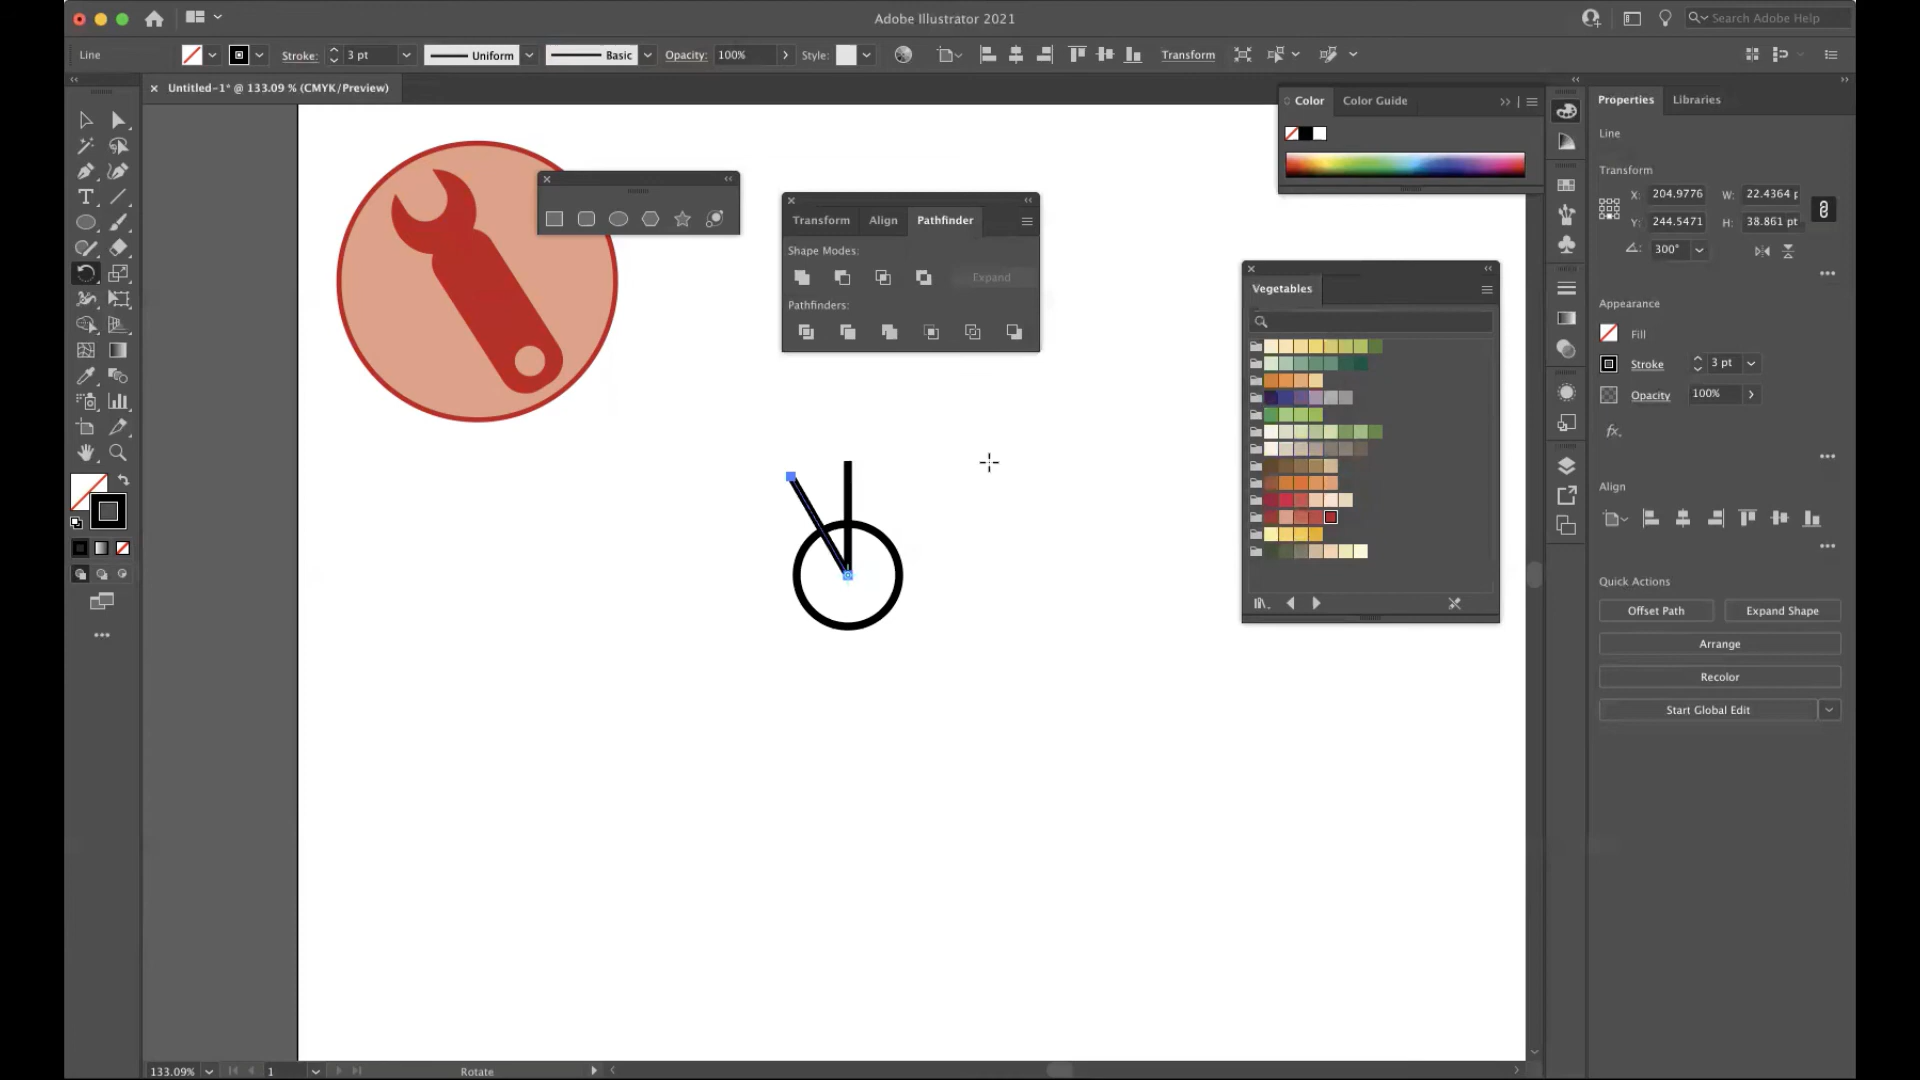 Adobe Illustrator 2021
Search Adobe Help
Line
Stroke:
3 pt
Uniform
Basic
Opacity:
100%
Style:
Transform
Untitled-1* @ 133.09 % (CMYK/Preview)
Color
Color Guide
Properties
Libraries
Line
Transform
X:
204.9776
W:
22.4364 p
Y:
244.5471
H:
38.861 pt
300°
Transform
Align
Pathfinder
Shape Modes:
Expand
Pathfinders:
Vegetables
Appearance
Fill
Stroke
3 pt
Opacity
100%
fx.
Align
Quick Actions
Offset Path
Expand Shape
Arrange
Recolor
Start Global Edit
133.09%
1
Rotate